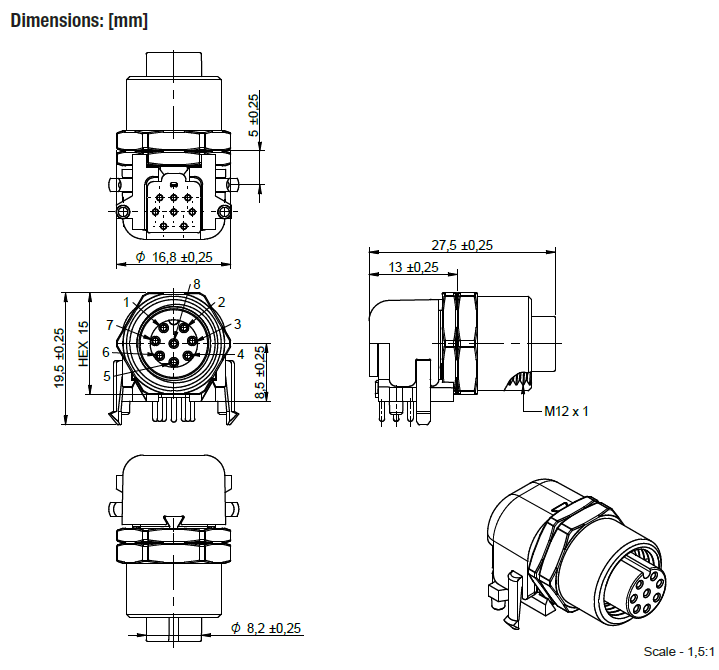 Dimensions: [mm]
5 ±0,25
ϕ 16,8 ±0,25
27,5 ±0,25
13 ±0,25
8
1
2
7
3
6
4
5
19,5 ±0,25
HEX 15
8,5 ±0,25
M12 x 1
ϕ 8,2 ±0,25
Scale - 1,5:1